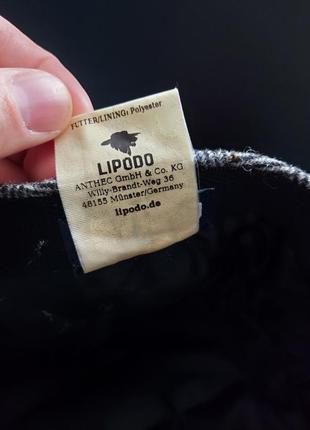 FUTTER/LINING: Polyester
LIPODO
ANTHEC GmbH & Co. KG
Willy-Brandt-Weg 36
48155 Münster/Germany
lipodo.de